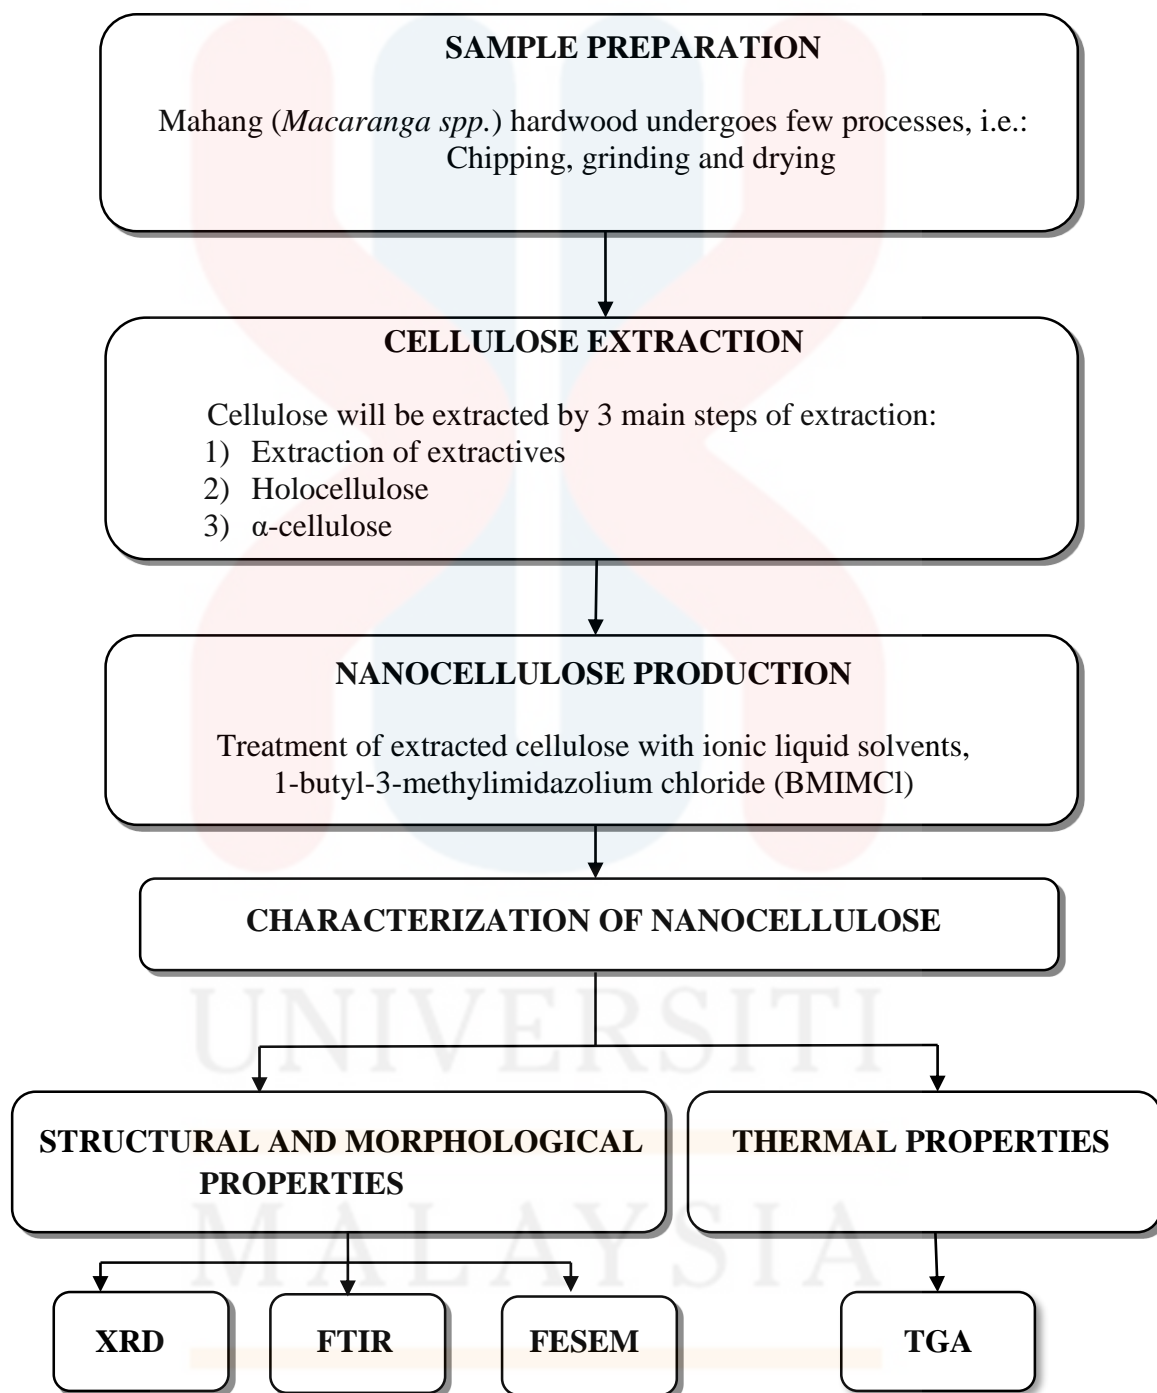 SAMPLE PREPARATION
Mahang (Macaranga spp.) hardwood undergoes few processes, i.e.:
Chipping, grinding and drying
CELLULOSE EXTRACTION
Cellulose will be extracted by 3 main steps of extraction:
1) Extraction of extractives
2) Holocellulose
3) α-cellulose
NANOCELLULOSE PRODUCTION
Treatment of extracted cellulose with ionic liquid solvents,
1-butyl-3-methylimidazolium chloride (BMIMCl)
CHARACTERIZATION OF NANOCELLULOSE
UNIVERSITI
STRUCTURAL AND MORPHOLOGICAL
PROPERTIES
THERMAL PROPERTIES
MALAYSIA
XRD
FTIR
FESEM
TGA